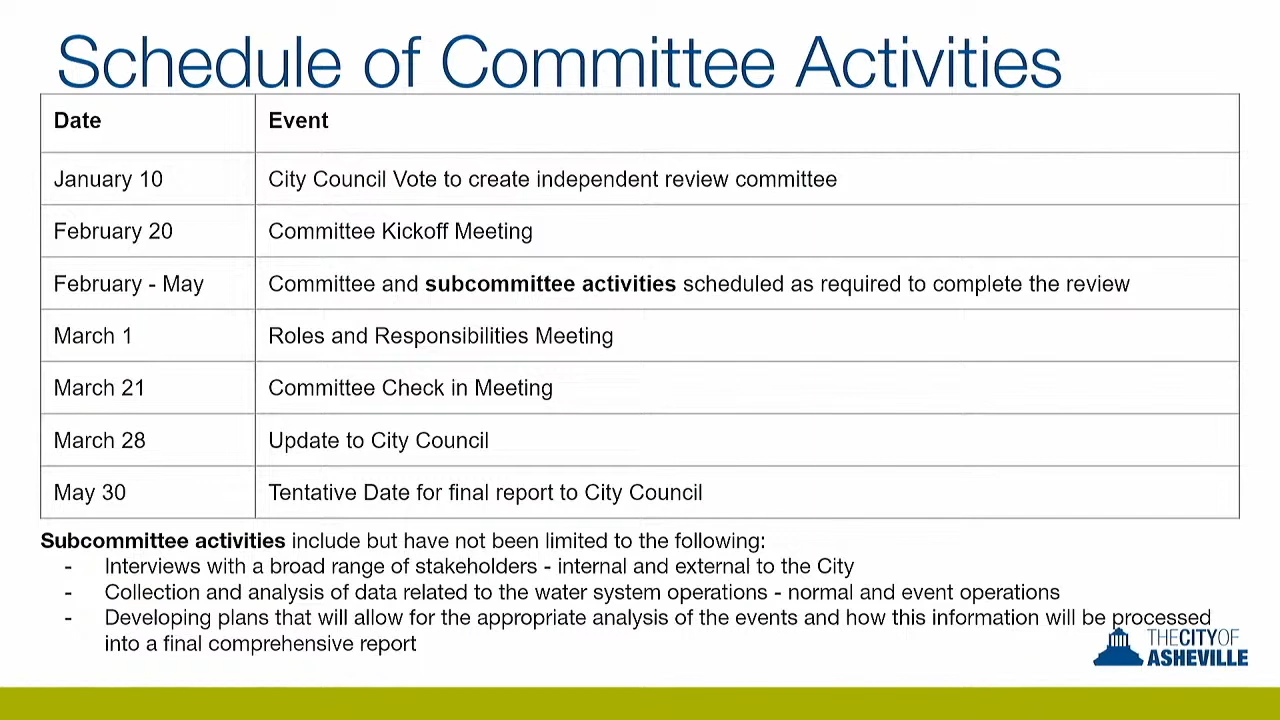 Schedule of Committee Activities
Date Event
January 10 City Council Vote to create independent review committee
February 20 Committee Kickoff Meeting
February - May Committee and subcommittee activities scheduled as required to complete the review
March 1 Roles and Responsibilities Meeting
March 21 Committee Check in Meeting
March 28 Update to City Council
May 30 Tentative Date for final report to City Council
Subcommittee activities include but have not been limited to the following:
- Interviews with a broad range of stakeholders - internal and external to the City
- Collection and analysis of data related to the water system operations - normal and event operations
- Developing plans that will allow for the appropriate analysis of the events and how this information will be processed
into a final comprehensive report
THE CITY OF
ASHEVILLE